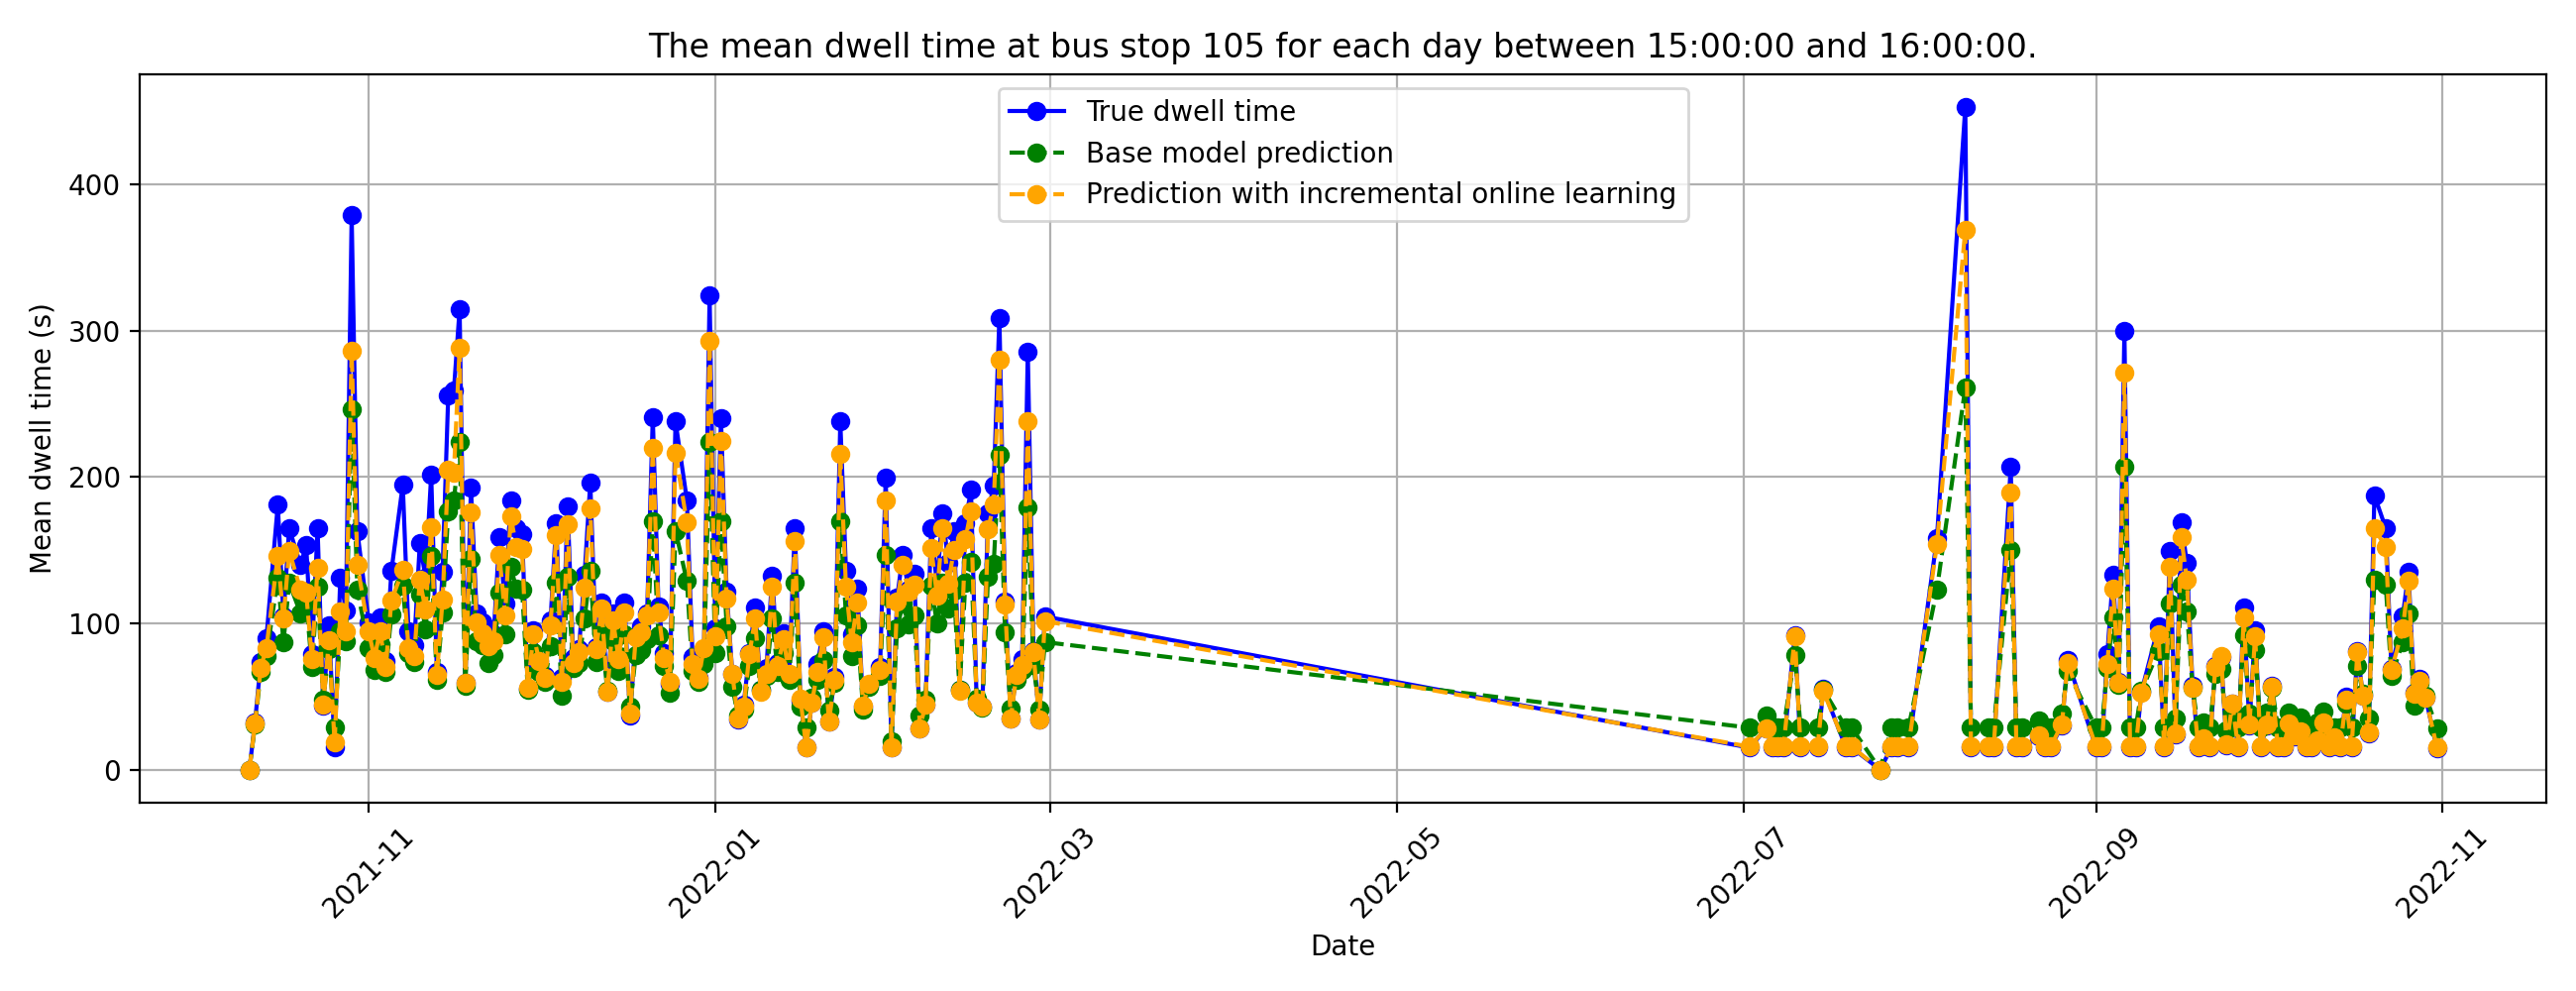 The mean dwell time at bus stop 105 for each day between 15:00:00 and 16:00:00.
True dwell time
Base model prediction
Prediction with incremental online learning
Mean dwell time (s)
400
300
200
100
0
2021-11
2022-01
2022-03
2022-05
2022-07
2022-09
2022-11
Date